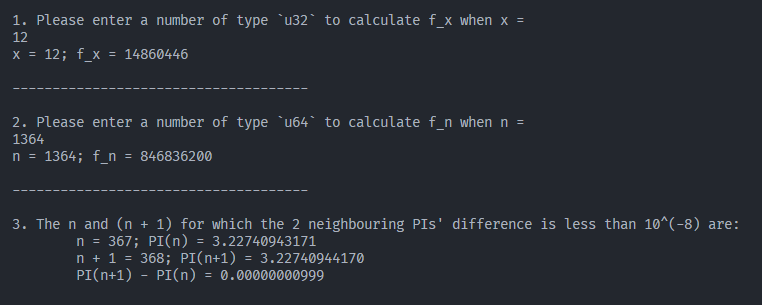 1. Please enter a number of type `u32` to calculate f_x when x =
12
x = 12; f_x = 14860446
-------------------------------------
2. Please enter a number of type `u64` to calculate f_n when n =
1364
n = 1364; f_n = 846836200
-------------------------------------
3. The n and (n + 1) for which the 2 neighbouring PIs' difference is less than 10^(-8) are:
n = 367; PI(n) = 3.22740943171
n + 1 = 368; PI(n+1) = 3.22740944170
PI(n+1) - PI(n) = 0.00000000999